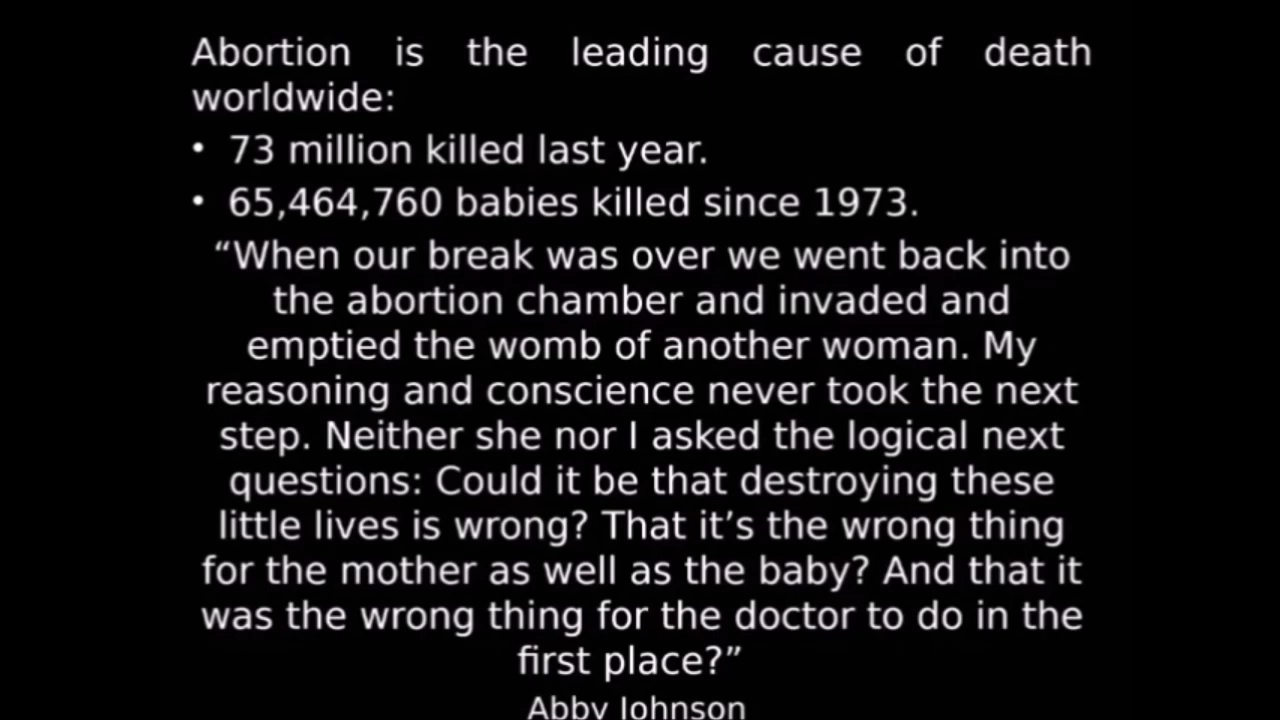 Abortion is the leading cause of death
worldwide:
• 73 million killed last year.
• 65,464,760 babies killed since 1973.
“When our break was over we went back into
the abortion chamber and invaded and
emptied the womb of another woman. My
reasoning and conscience never took the next
step. Neither she nor I asked the logical next
questions: Could it be that destroying these
little lives is wrong? That it’s the wrong thing
for the mother as well as the baby? And that it
was the wrong thing for the doctor to do in the
first place?”
Abby Johnson